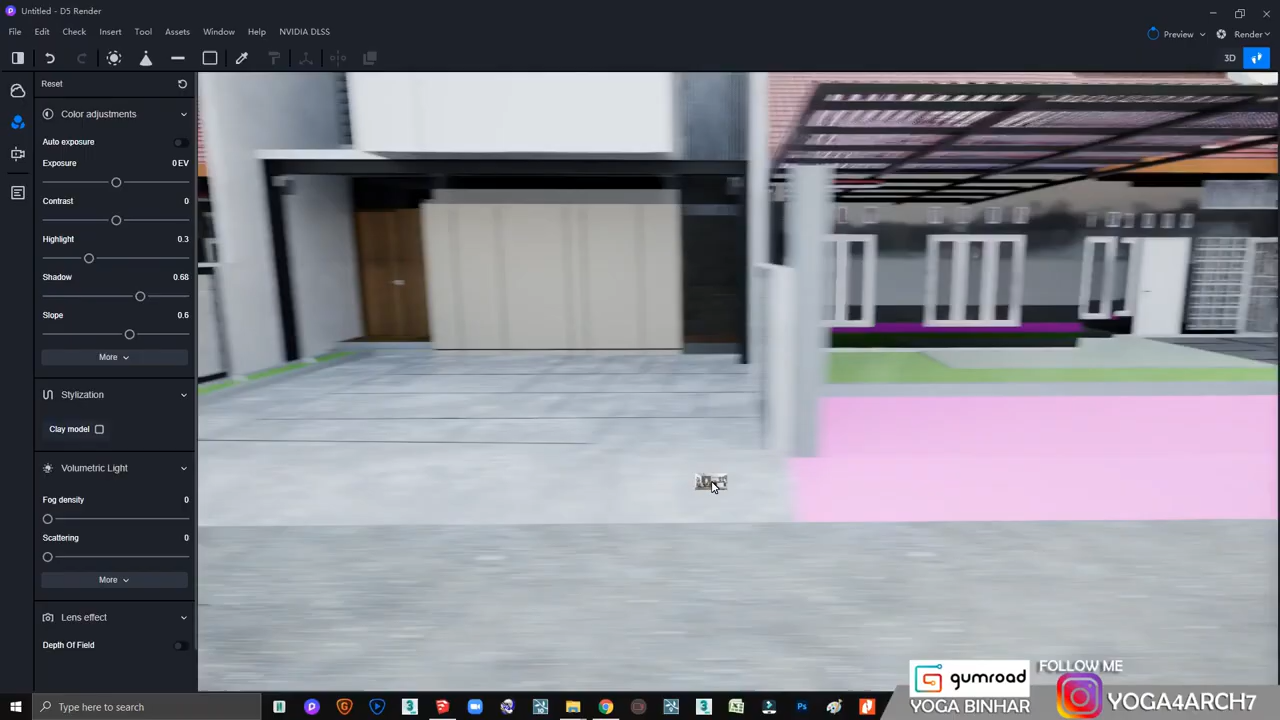 Untitled - D5 Render
File Edit Check Insert Tool Assets Window Help NVIDIA DLSS
Preview Render
3D
Reset
Color adjustments
Auto exposure
Exposure 0 EV
Contrast 0
Highlight 0.3
Shadow 0.68
Slope 0.6
More
Stylization
Clay model
Volumetric Light
Fog density 0
Scattering 0
More
Lens effect
Depth Of Field
Type here to search
gumroad
YOGA BINHAR
FOLLOW ME
YOGA4ARCH7